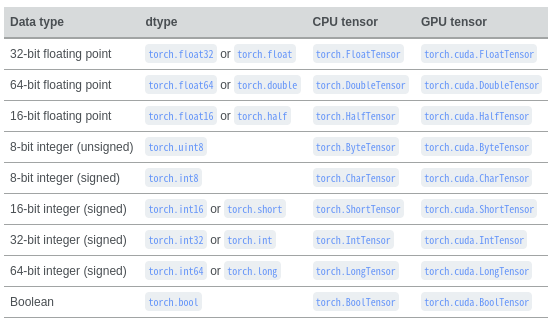 Data type dtype CPU tensor GPU tensor
32-bit floating point torch.float32 or torch.float torch.FloatTensor torch.cuda.FloatTensor
64-bit floating point torch.float64 or torch.double torch.DoubleTensor torch.cuda.DoubleTensor
16-bit floating point torch.float16 or torch.half torch.HalfTensor torch.cuda.HalfTensor
8-bit integer (unsigned) torch.uint8 torch.ByteTensor torch.cuda.ByteTensor
8-bit integer (signed) torch.int8 torch.CharTensor torch.cuda.CharTensor
16-bit integer (signed) torch.int16 or torch.short torch.ShortTensor torch.cuda.ShortTensor
32-bit integer (signed) torch.int32 or torch.int torch.IntTensor torch.cuda.IntTensor
64-bit integer (signed) torch.int64 or torch.long torch.LongTensor torch.cuda.LongTensor
Boolean torch.bool torch.BoolTensor torch.cuda.BoolTensor